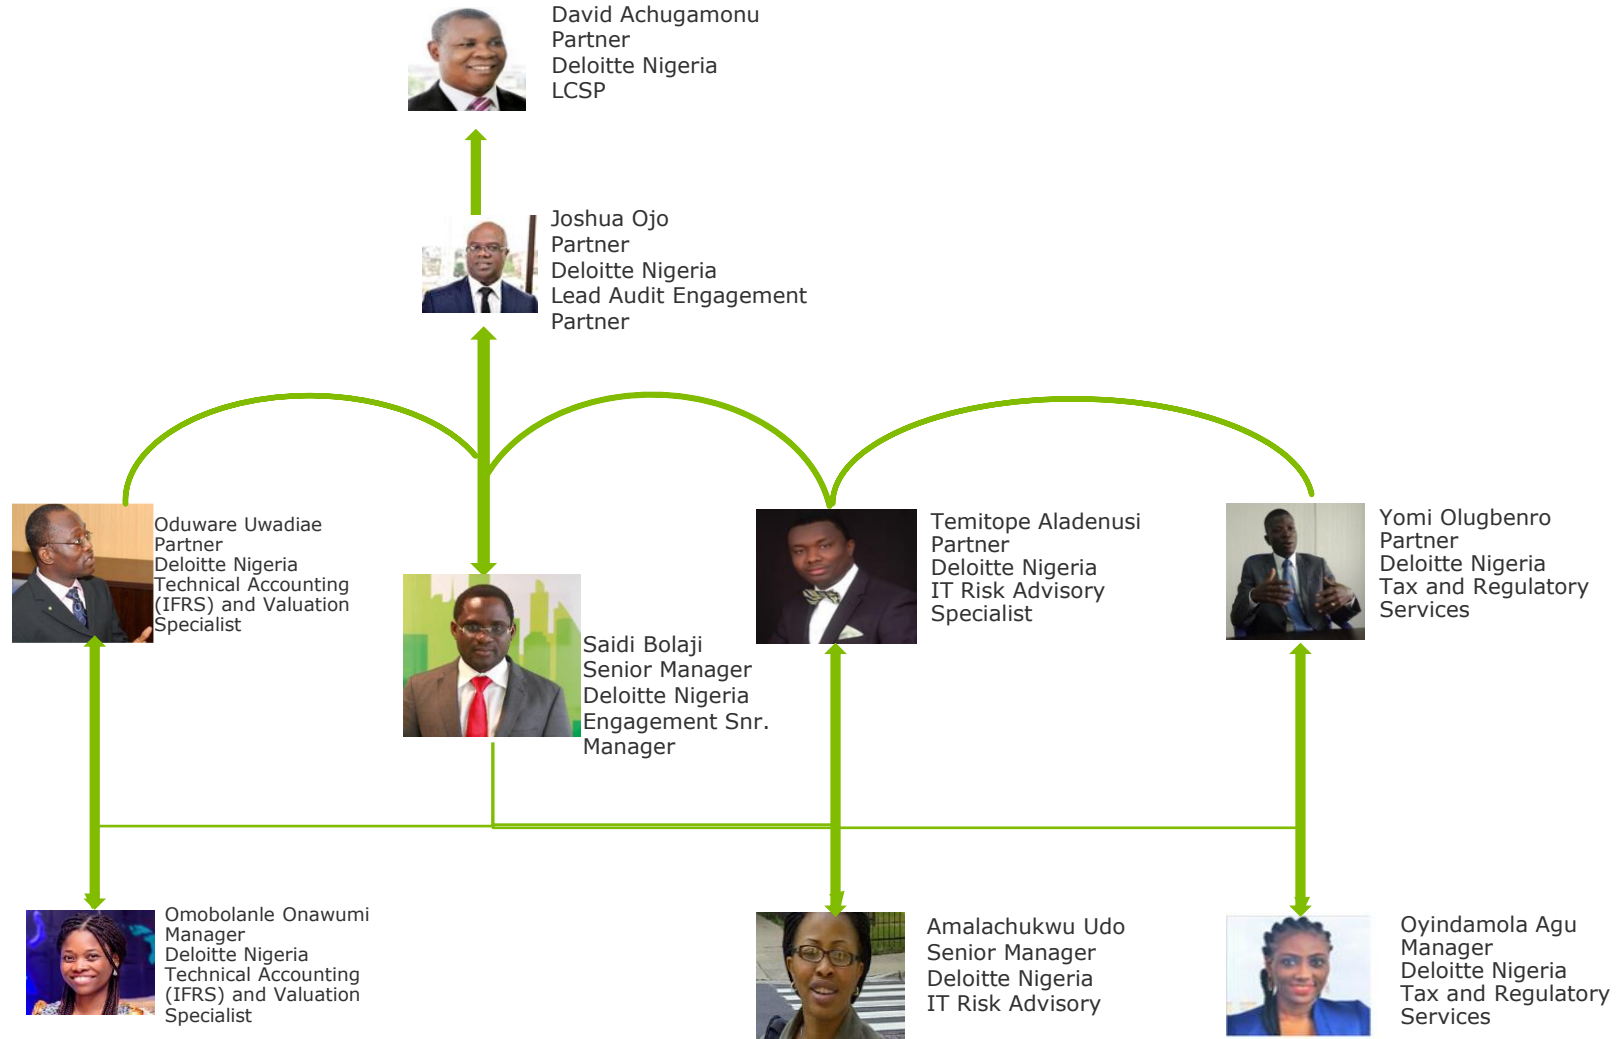 David Achugamonu
Partner
Deloitte Nigeria
LCSP
Joshua Ojo
Partner
Deloitte Nigeria
Lead Audit Engagement
Partner
Oduware Uwadiae
Partner
Deloitte Nigeria
Technical Accounting
(IFRS) and Valuation
Specialist
Saidi Bolaji
Senior Manager
Deloitte Nigeria
Engagement Snr.
Manager
Temitope Aladenusi
Partner
Deloitte Nigeria
IT Risk Advisory
Specialist
Yomi Olugbenro
Partner
Deloitte Nigeria
Tax and Regulatory
Services
Omobolanle Onawumi
Manager
Deloitte Nigeria
Technical Accounting
(IFRS) and Valuation
Specialist
Amalachukwu Udo
Senior Manager
Deloitte Nigeria
IT Risk Advisory
Oyindamola Agu
Manager
Deloitte Nigeria
Tax and Regulatory
Services